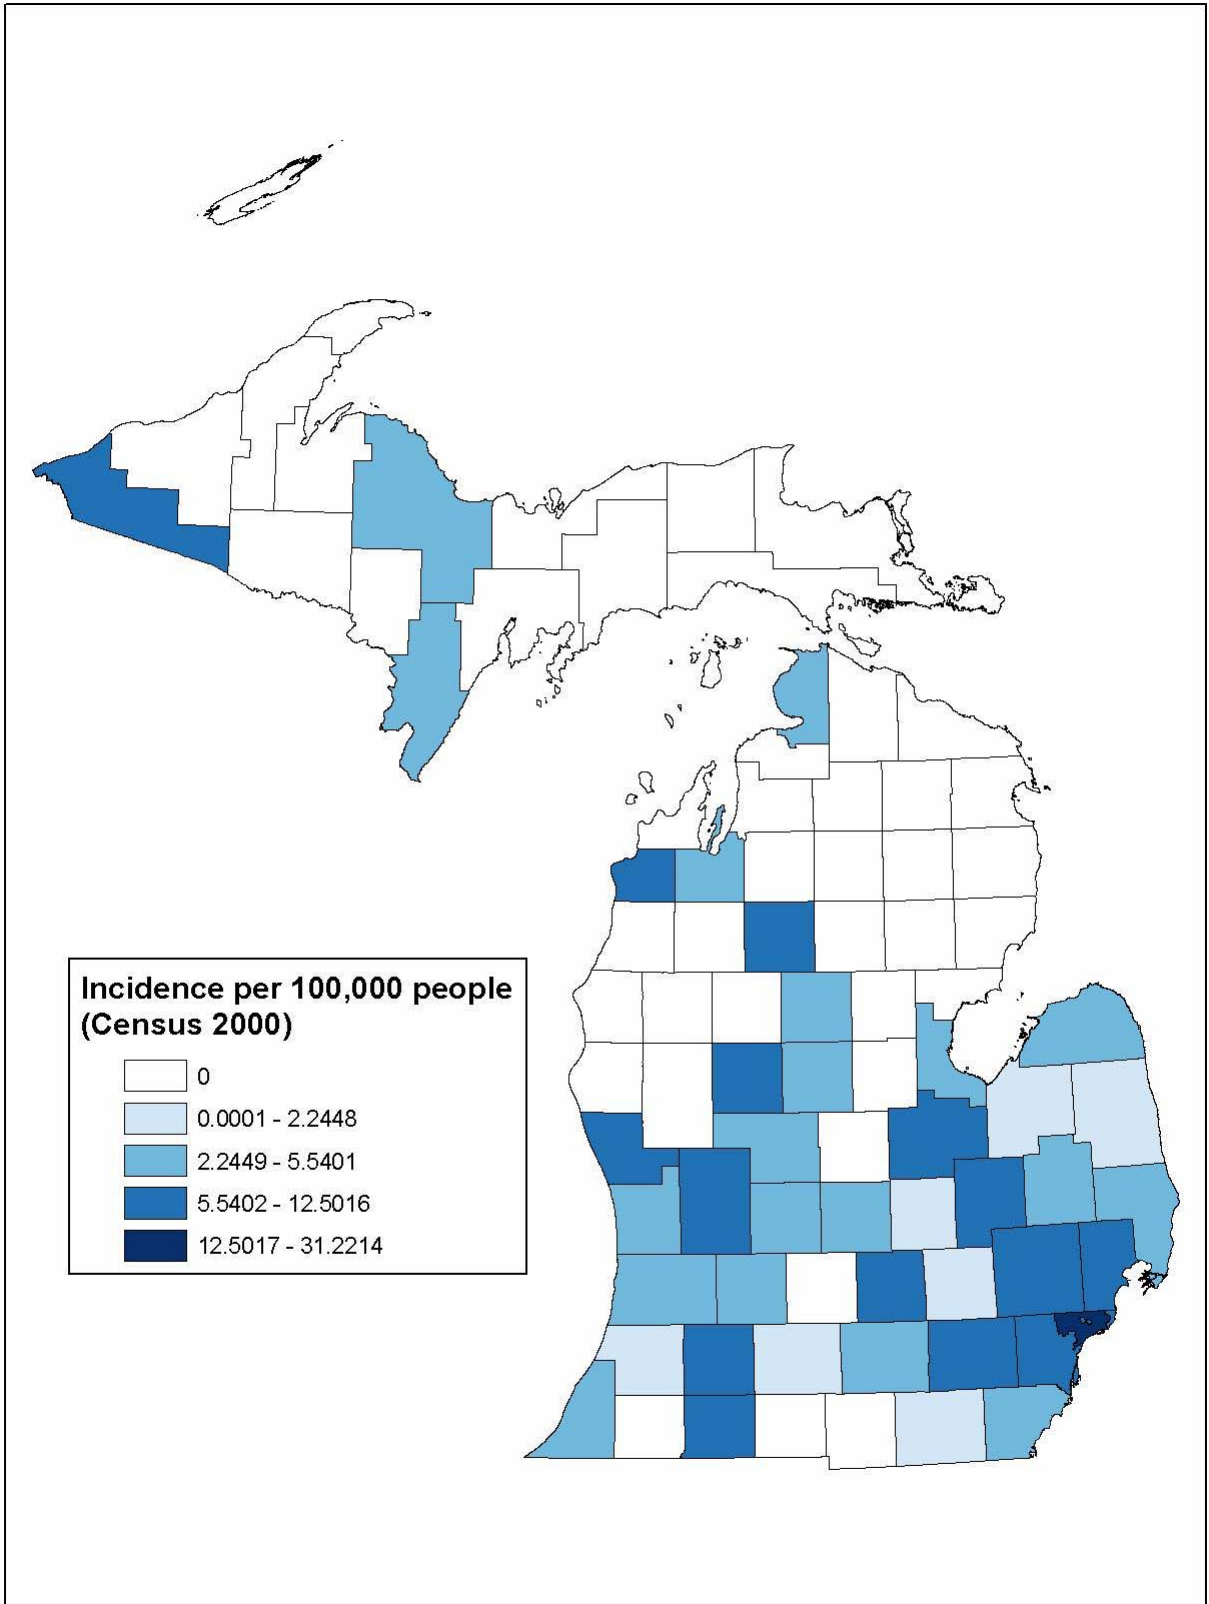 Incidence per 100,000 people
(Census 2000)
0
0.0001 - 2.2448
2.2449 - 5.5401
5.5402 - 12.5016
12.5017 - 31.2214